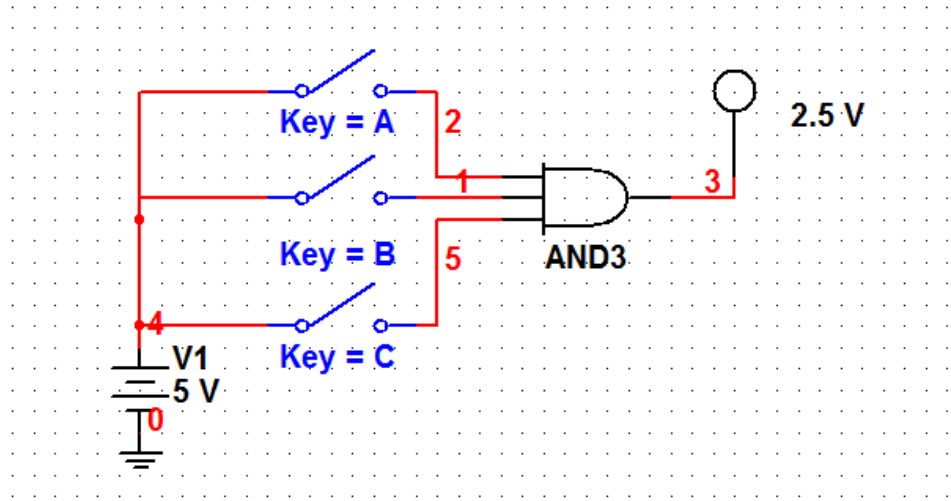 Key = A
2
2.5 V
1
3
Key = B
5
AND3
4
Key = C
V1
5 V
0